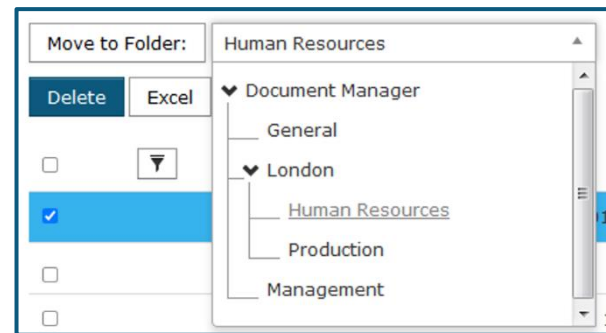 Move to Folder: Human Resources
Delete Excel
Document Manager
General
London
Human Resources
Production
Management